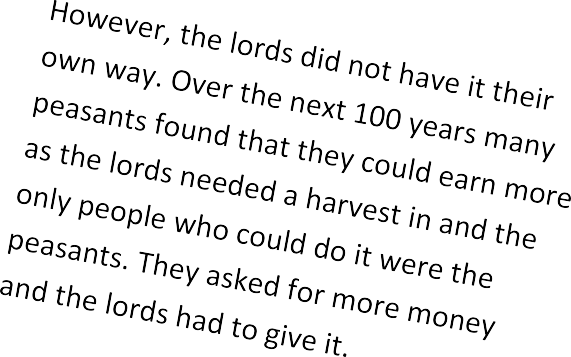 However, the lords did not have it their
own way. Over the next 100 years many
peasants found that they could earn more
as the lords needed a harvest in and the
only people who could do it were the
peasants. They asked for more money
and the lords had to give it.